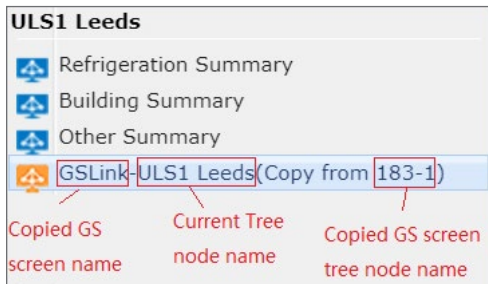 ULS1 Leeds
Refrigeration Summary
Building Summary
Other Summary
GSLink-ULS1 Leeds(Copy from 183-1)
Copied GS screen name
Current Tree node name
Copied GS screen tree node name